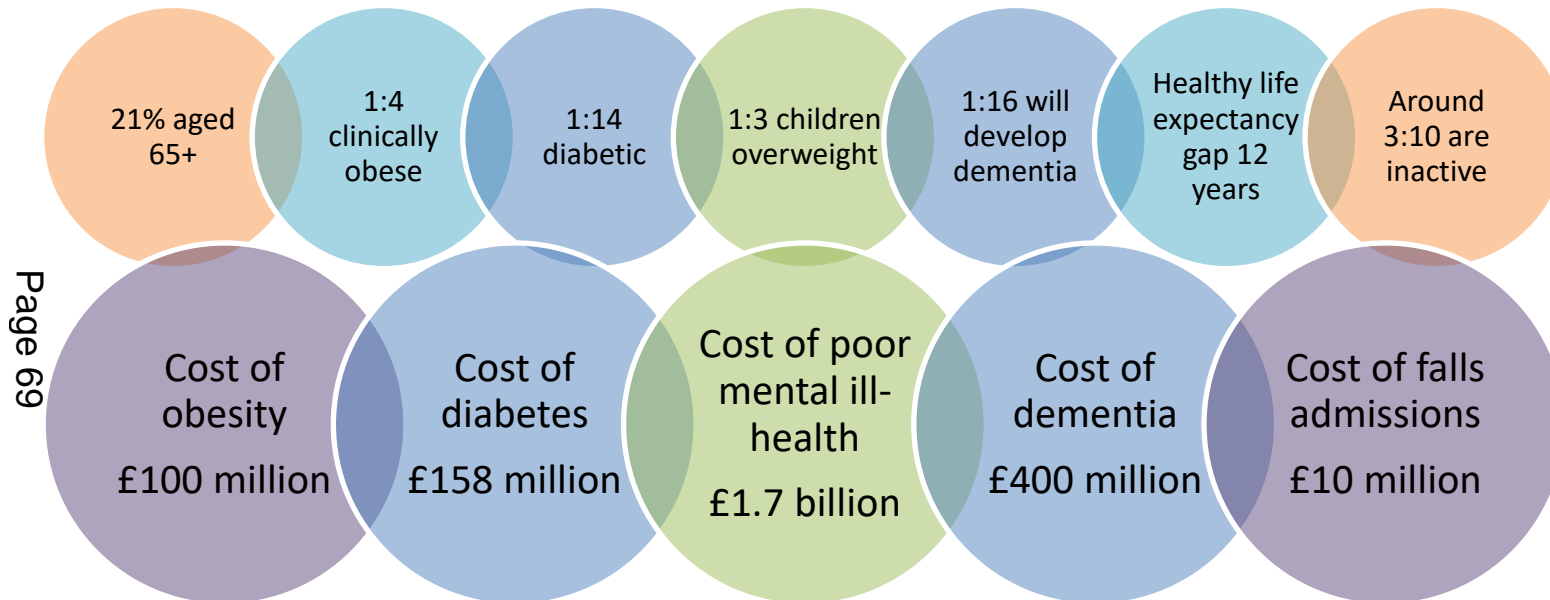 21% aged
65+
1:4
clinically
obese
1:14
diabetic
1:3 children
overweight
1:16 will
develop
dementia
Healthy life
expectancy
gap 12
years
Around
3:10 are
inactive
Page 69
Cost of
obesity
£100 million
Cost of
diabetes
£158 million
Cost of poor
mental ill-
health
£1.7 billion
Cost of
dementia
£400 million
Cost of falls
admissions
£10 million